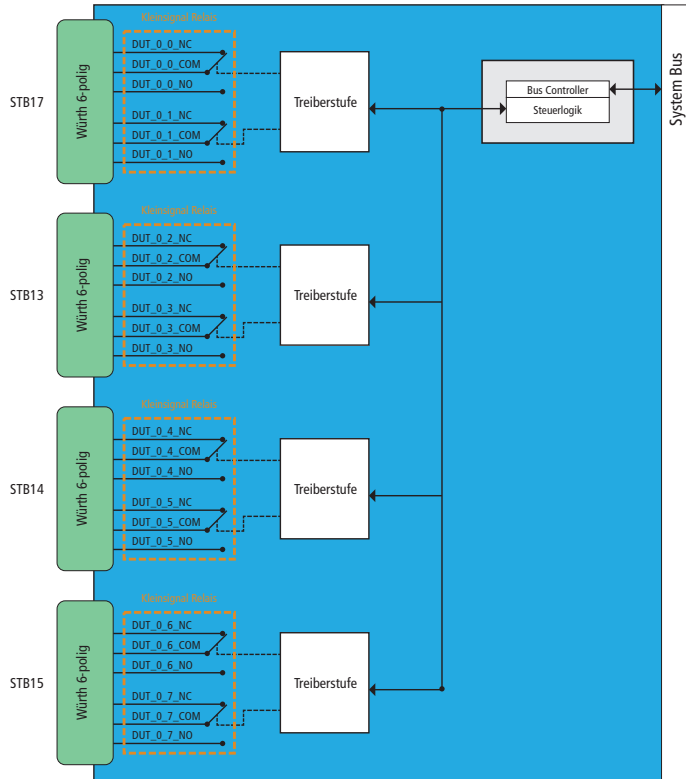 Kleinsignal Relais
STB17
Würth 6-polig
DUT_0_0_NC
DUT_0_0_COM
DUT_0_0_NO
DUT_0_1_NC
DUT_0_1_COM
DUT_0_1_NO
Treiberstufe
Bus Controller
Steuerlogik
System Bus
Kleinsignal Relais
STB13
Würth 6-polig
DUT_0_2_NC
DUT_0_2_COM
DUT_0_2_NO
DUT_0_3_NC
DUT_0_3_COM
DUT_0_3_NO
Treiberstufe
Kleinsignal Relais
STB14
Würth 6-polig
DUT_0_4_NC
DUT_0_4_COM
DUT_0_4_NO
DUT_0_5_NC
DUT_0_5_COM
DUT_0_5_NO
Treiberstufe
Kleinsignal Relais
STB15
Würth 6-polig
DUT_0_6_NC
DUT_0_6_COM
DUT_0_6_NO
DUT_0_7_NC
DUT_0_7_COM
DUT_0_7_NO
Treiberstufe